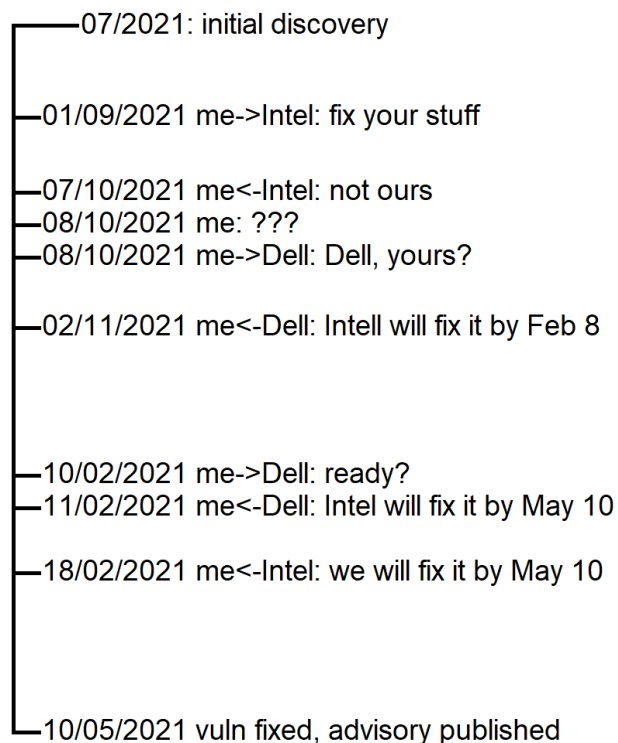 07/2021: initial discovery
01/09/2021 me->Intel: fix your stuff
07/10/2021 me<-Intel: not ours
08/10/2021 me: ???
08/10/2021 me->Dell: Dell, yours?
02/11/2021 me<-Dell: Intell will fix it by Feb 8
10/02/2021 me->Dell: ready?
11/02/2021 me<-Dell: Intel will fix it by May 10
18/02/2021 me<-Intel: we will fix it by May 10
10/05/2021 vuln fixed, advisory published